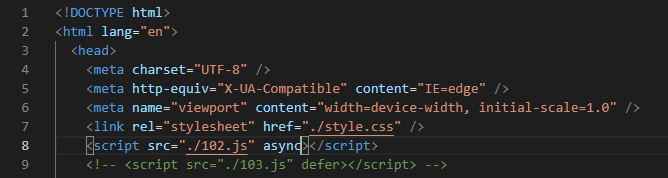 1 <!DOCTYPE html>
2 <html lang="en">
3 <head>
4 <meta charset="UTF-8" />
5 <meta http-equiv="X-UA-Compatible" content="IE=edge" />
6 <meta name="viewport" content="width=device-width, initial-scale=1.0" />
7 <link rel="stylesheet" href="./style.css" />
8 <script src="./102.js" async></script>
9 <!-- <script src="./103.js" defer></script> -->